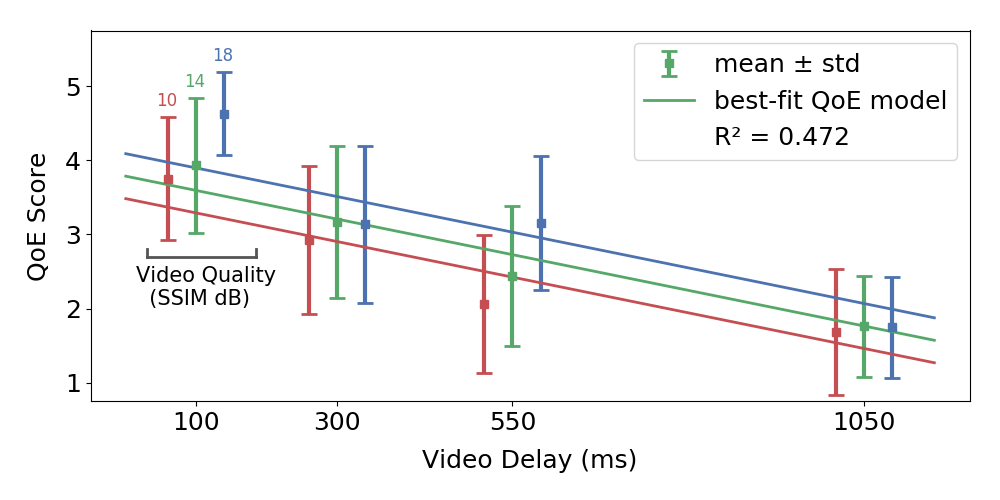 18
14
10
mean ± std
best-fit QoE model
R² = 0.472
5
4
3
2
1
QoE Score
Video Quality
(SSIM dB)
100
300
550
1050
Video Delay (ms)